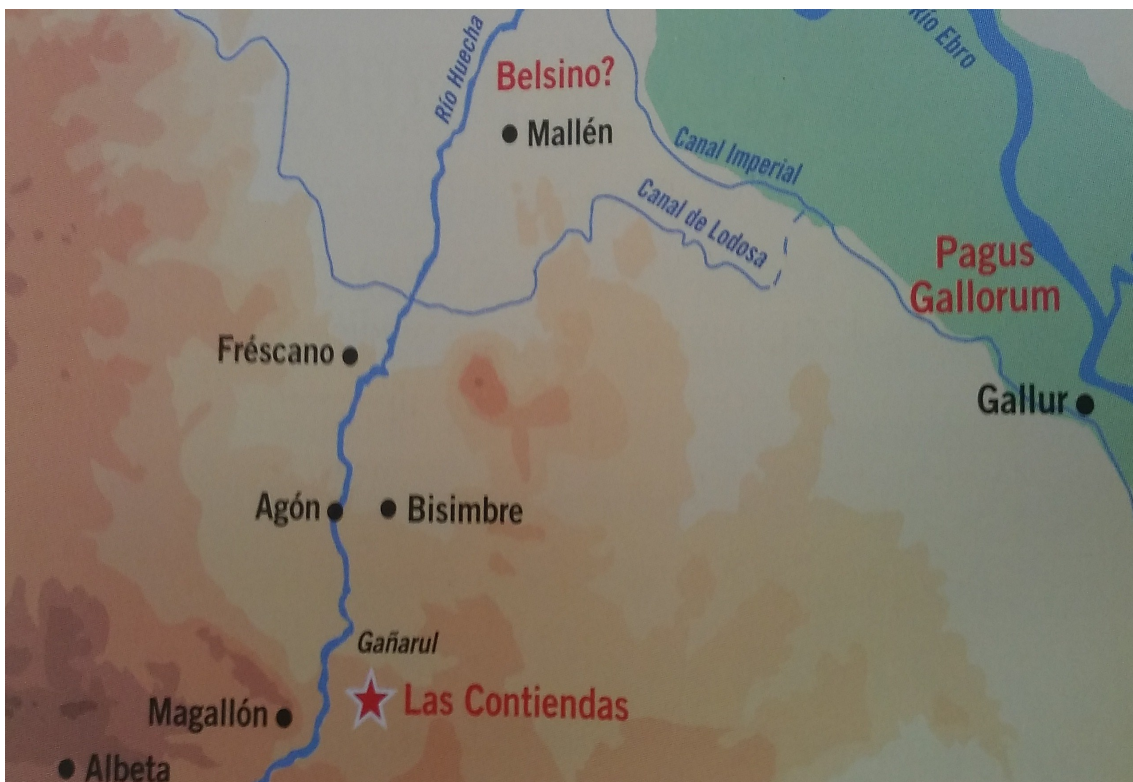 Río Huecha
Río Ebro
Belsino?
Mallén
Canal Imperial
Canal de Lodosa
Pagus
Gallorum
Fréscano
Gallur
Agón
Bisimbre
Gañarul
Las Contiendas
Magallón
Albeta